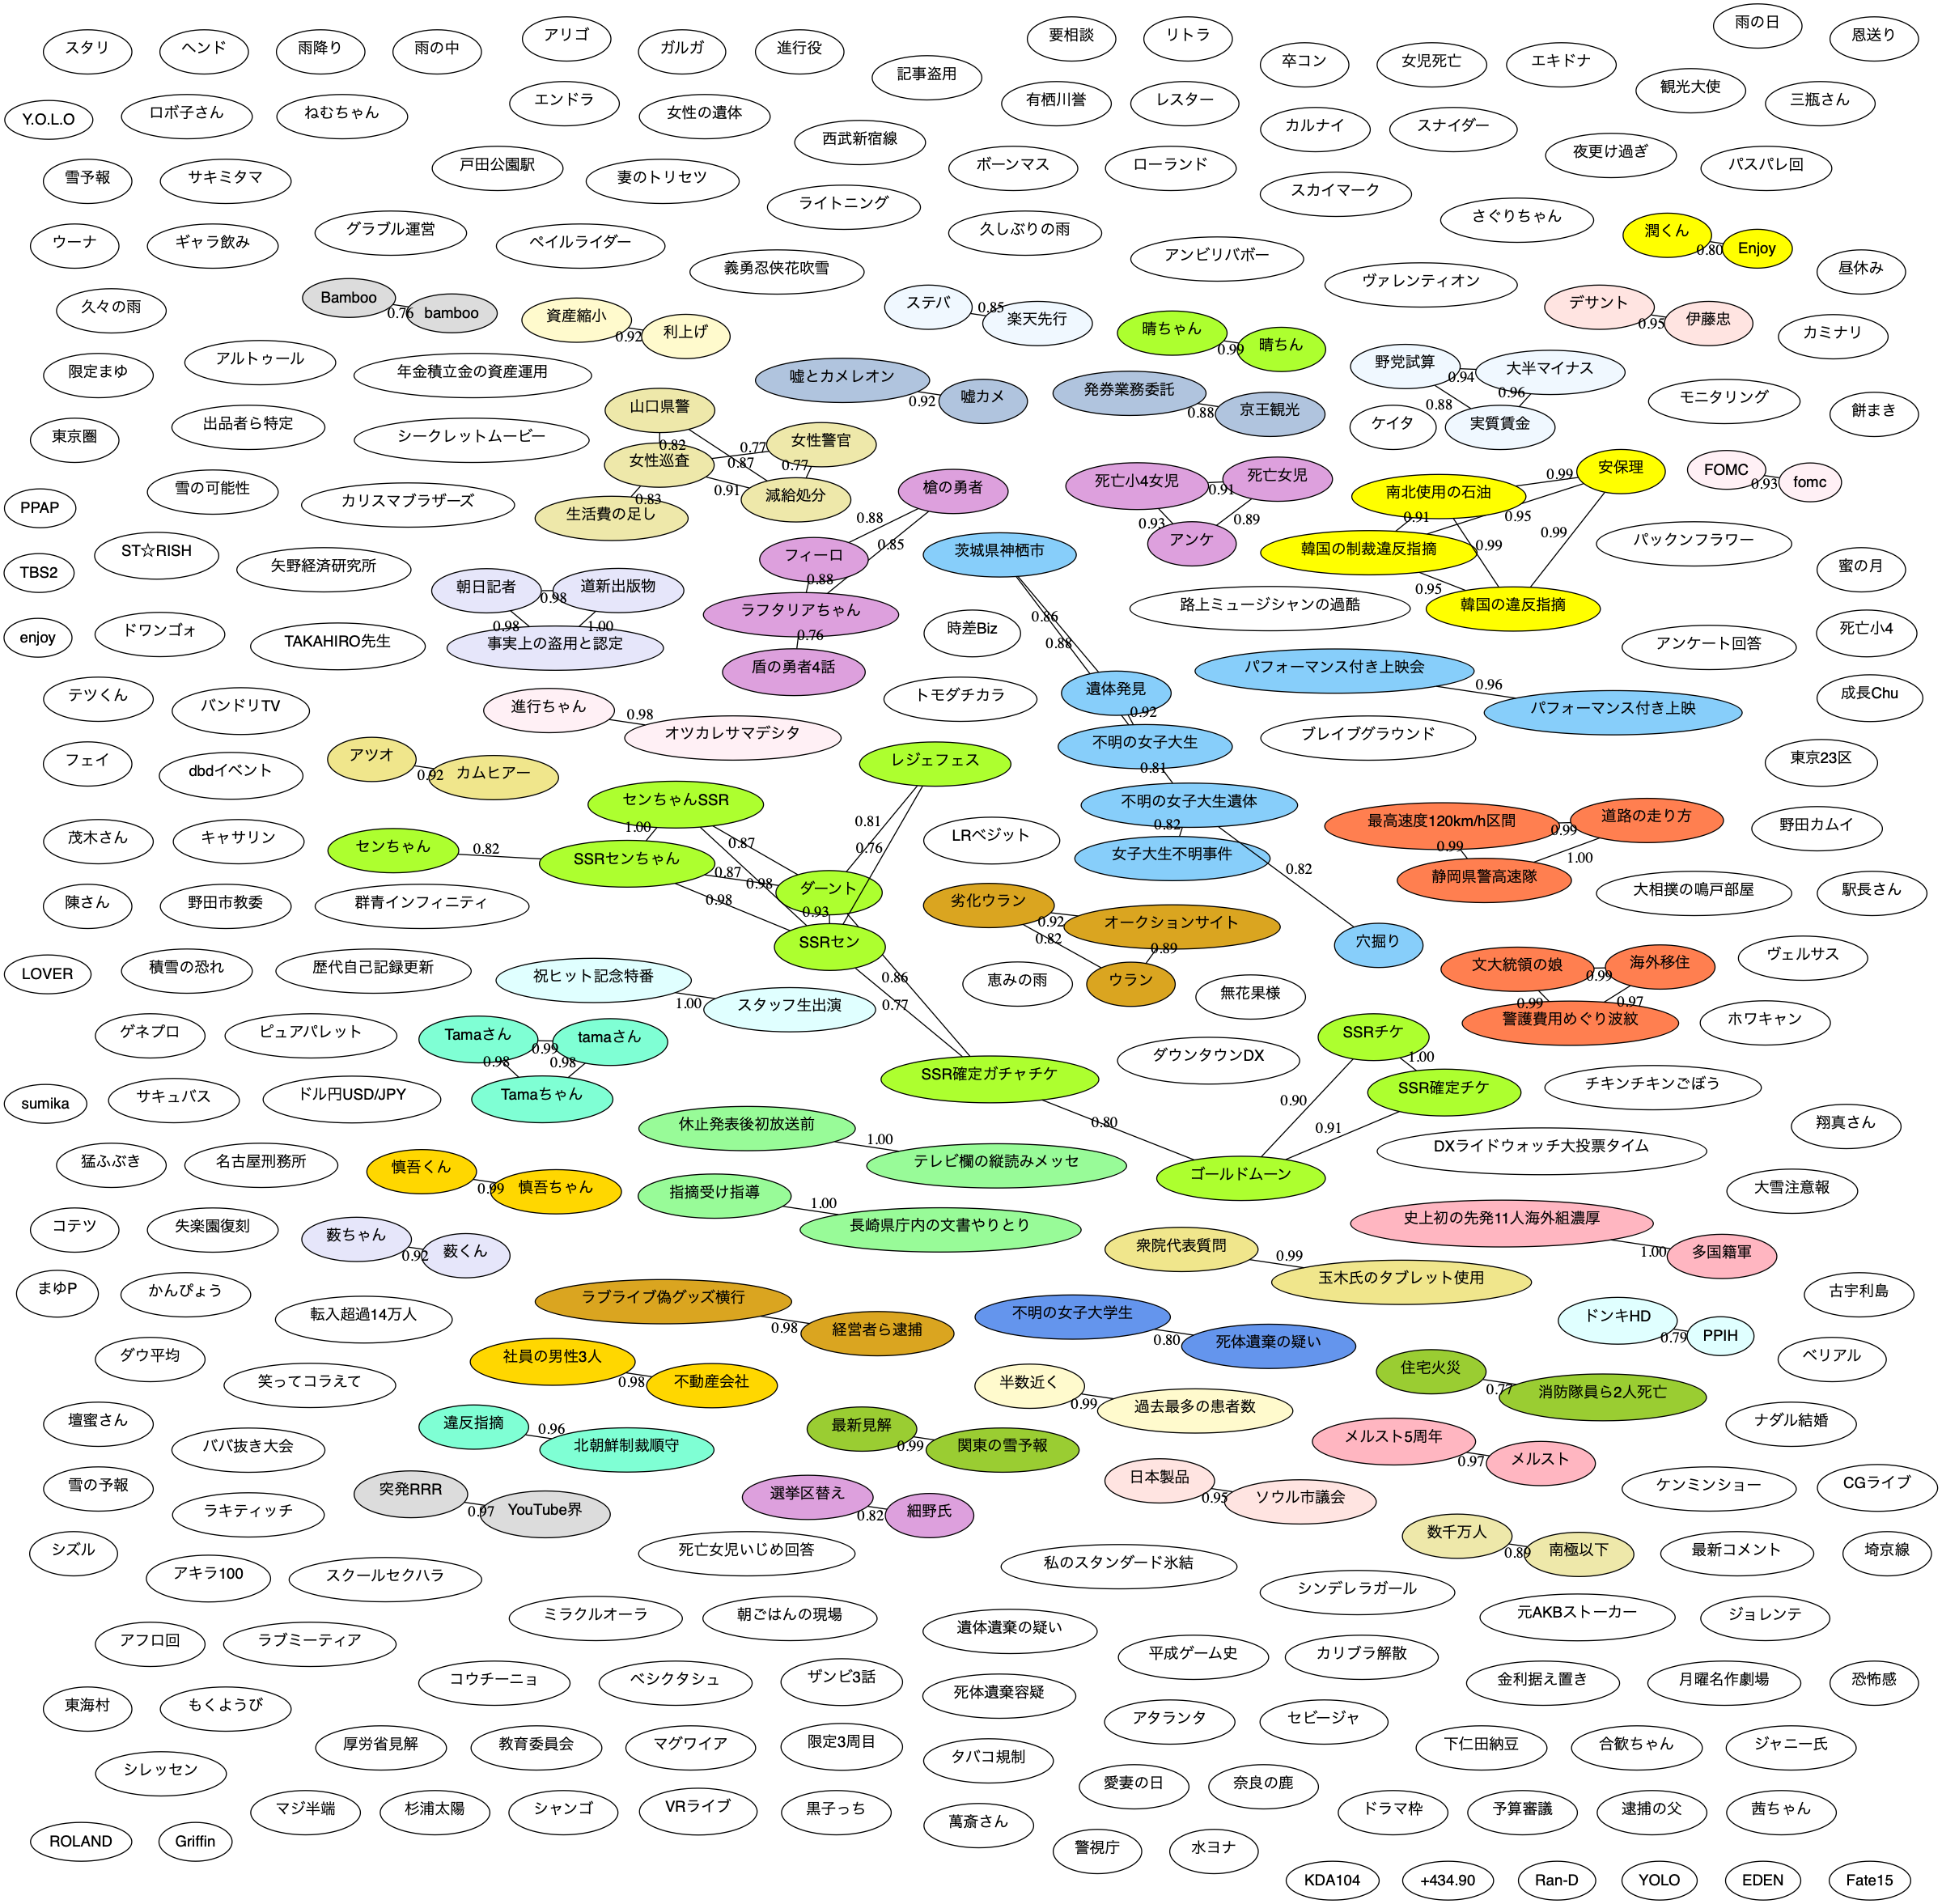 スタリ
ヘンド
雨降り
雨の中
アリゴ
ガルガ
進行役
記事盗用
要相談
リトラ
卒コン
女児死亡
エキドナ
雨の日
恩送り
Y.O.L.O
ロボ子さん
ねむちゃん
エンドラ
女性の遺体
西武新宿線
有栖川誉
レスター
カルナイ
スナイダー
観光大使
三瓶さん
雪予報
サキミタマ
戸田公園駅
妻のトリセツ
ライトニング
ボーンマス
ローランド
スカイマーク
夜更け過ぎ
パスパレ回
ウーナ
ギャラ飲み
グラブル運営
ペイルライダー
義勇忍侠花吹雪
久しぶりの雨
アンビリバボー
さぐりちゃん
潤くん
0.80
Enjoy
ヴァレンティオン
昼休み
久々の雨
Bamboo
0.76
bamboo
資産縮小
0.92
利上げ
ステパ
0.85
楽天先行
晴ちゃん
0.99
晴ちん
デサント
0.95
伊藤忠
カミナリ
限定まゆ
アルトゥール
年金積立金の資産運用
嘘とカメレオン
0.92
嘘カメ
発券業務委託
0.88
京王観光
野党試算
0.94
大半マイナス
0.96
0.88
実質賃金
ケイタ
モニタリング
餅まき
東京圏
出品者ら特定
シークレットムービー
山口県警
0.82
女性巡査
0.77
女性警官
0.87
0.77
0.91
減給処分
0.83
生活費の足し
槍の勇者
0.88
0.85
フィーロ
0.88
ラフタリアちゃん
0.76
盾の勇者4話
死亡小4女児
0.91
死亡女児
0.93
0.89
アンケ
南北使用の石油
0.99
安保理
0.91
0.95
0.99
韓国の制裁違反指摘
0.99
0.95
韓国の違反指摘
FOMC
0.93
fomc
PPAP
雪の可能性
カリスマブラザーズ
茨城県神栖市
パックンフラワー
TBS2
ST☆RISH
矢野経済研究所
朝日記者
0.98
道新出版物
0.98
1.00
事実上の盗用と認定
時差Biz
0.86
0.88
路上ミュージシャンの過酷
蜜の月
enjoy
ドワンゴォ
TAKAHIRO先生
アンケート回答
死亡小4
テツくん
バンドリTV
進行ちゃん
0.98
オツカレサマデシタ
トモダチカラ
遺体発見
0.92
不明の女子大生
0.81
不明の女子大生遺体
0.82
女子大生不明事件
0.82
穴掘り
パフォーマンス付き上映会
0.96
パフォーマンス付き上映
成長Chu
フェイ
dbdイベント
アツオ
0.92
カムヒアー
レジェフェス
ブレイブグラウンド
東京23区
茂木さん
キャサリン
センちゃん
0.82
センちゃんSSR
1.00
SSRセンちゃん
0.87
0.87
0.98
0.98
0.81
0.76
ダーント
0.93
SSRセン
0.86
0.77
LRベジット
最高速度120km/h区間
0.99
道路の走り方
0.99
1.00
静岡県警高速隊
野田カムイ
陳さん
野田市教委
群青インフィニティ
劣化ウラン
0.92
オークションサイト
0.82
0.89
ウラン
大相撲の鳴戸部屋
駅長さん
LOVER
積雪の恐れ
歴代自己記録更新
祝ヒット記念特番
1.00
スタッフ生出演
恵みの雨
無花果様
文大統領の娘
0.99
海外移住
0.99
0.97
警護費用めぐり波紋
ヴェルサス
ゲネプロ
ピュアパレット
Tamaさん
0.99
tamaさん
0.98
0.98
Tamaちゃん
SSR確定ガチャチケ
0.80
ダウンタウンDX
SSRチケ
1.00
SSR確定チケ
0.90
0.91
ゴールドムーン
ホワキャン
sumika
サキュバス
ドル円USD/JPY
休止発表後初放送前
1.00
テレビ欄の縦読みメッセ
チキンチキンごぼう
翔真さん
猛ふぶき
名古屋刑務所
慎吾くん
0.99
慎吾ちゃん
指摘受け指導
1.00
長崎県庁内の文書やりとり
DXライドウォッチ大投票タイム
大雪注意報
コテツ
失楽園復刻
薮ちゃん
0.92
薮くん
衆院代表質問
0.99
玉木氏のタブレット使用
史上初の先発11人海外組濃厚
1.00
多国籍軍
まゆP
かんぴょう
転入超過14万人
ラブライブ偽グッズ横行
0.98
経営者ら逮捕
不明の女子大学生
0.80
死体遺棄の疑い
ドンキHD
0.79
PPIH
古宇利島
ダウ平均
笑ってコラえて
社員の男性3人
0.98
不動産会社
半数近く
0.99
過去最多の患者数
住宅火災
0.77
消防隊員ら2人死亡
ベリアル
壇蜜さん
ババ抜き大会
違反指摘
0.96
北朝鮮制裁順守
最新見解
0.99
関東の雪予報
メルスト5周年
0.97
メルスト
ナダル結婚
雪の予報
ラキティッチ
突発RRR
0.97
YouTube界
選挙区替え
0.82
細野氏
日本製品
0.95
ソウル市議会
ケンミンショー
CGライブ
シズル
アキラ100
スクールセクハラ
死亡女児いじめ回答
私のスタンダード氷結
数千万人
0.89
南極以下
最新コメント
埼京線
アフロ回
ラブミーティア
ミラクルオーラ
朝ごはんの現場
遺体遺棄の疑い
シンデレラガール
元AKBストーカー
ジョレンテ
東海村
もくようび
コウチーニョ
ベシクタシュ
ザンビ3話
死体遺棄容疑
平成ゲーム史
カリブラ解散
金利据え置き
月曜名作劇場
恐怖感
シレッセン
厚労省見解
教育委員会
マグワイア
限定3周目
タバコ規制
アタランタ
セビージャ
下仁田納豆
合歓ちゃん
ジャニー氏
ROLAND
Griffin
マジ半端
杉浦太陽
シャンゴ
VRライブ
黒子っち
萬斎さん
愛妻の日
奈良の鹿
ドラマ枠
予算審議
逮捕の父
茜ちゃん
警視庁
水ヨナ
KDA104
+434.90
Ran-D
YOLO
EDEN
Fate15